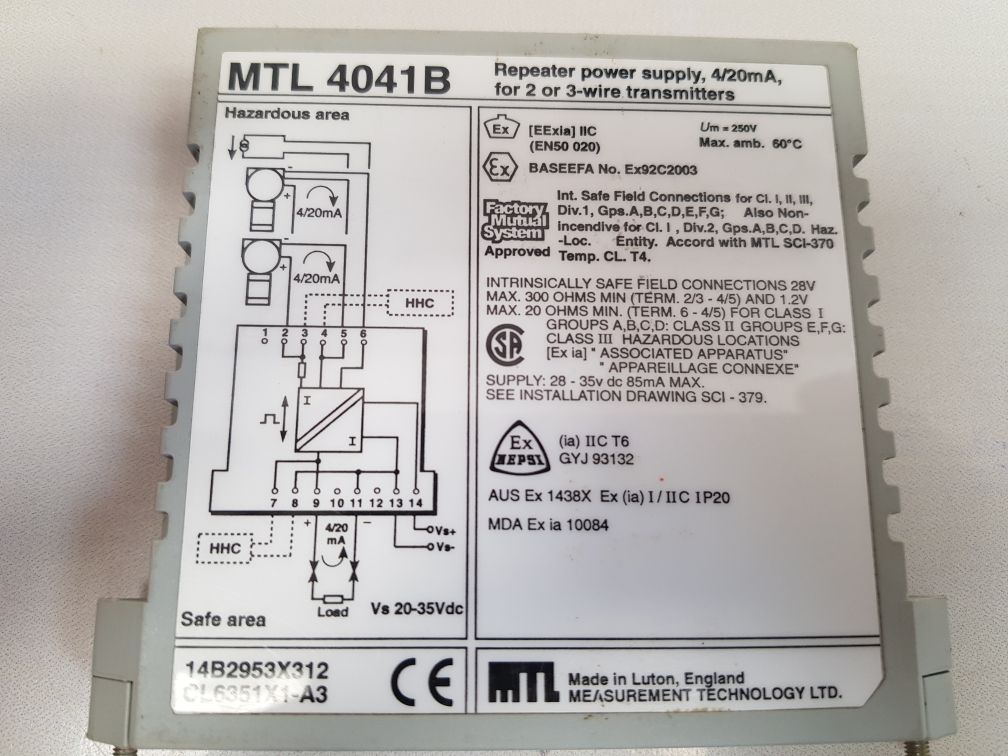 MTL 4041B
Repeater power supply, 4/20mA,
for 2 or 3-wire transmitters
Hazardous area
-
+
4/20mA
-
+
4/20mA
HHC
1 2 3 4 5 6
I
I
7 8 9 10 11 12 13 14
HHC
+ 4/20 -
mA
Vs+
Vs-
Load
Vs 20-35Vdc
Safe area
Ex
[EExia] IIC
(EN50 020)
Um = 250V
Max. amb. 60°C
Ex
BASEEFA No. Ex92C2003
Factory
Mutual
System
Approved
Int. Safe Field Connections for Cl. I, II, III,
Div.1, Gps.A,B,C,D,E,F,G; Also Non-
incendive for Cl. I , Div.2, Gps.A,B,C,D. Haz.
-Loc. Entity. Accord with MTL SCI-370
Temp. CL. T4.
INTRINSICALLY SAFE FIELD CONNECTIONS 28V
MAX. 300 OHMS MIN (TERM. 2/3 - 4/5) AND 1.2V
MAX. 20 OHMS MIN. (TERM. 6 - 4/5) FOR CLASS I
GROUPS A,B,C,D: CLASS II GROUPS E,F,G:
CLASS III HAZARDOUS LOCATIONS
[Ex ia] " ASSOCIATED APPARATUS"
" APPAREILLAGE CONNEXE"
SA
SUPPLY: 28 - 35v dc 85mA MAX.
SEE INSTALLATION DRAWING SCI - 379.
Ex
NEPSI
(ia) IIC T6
GYJ 93132
AUS Ex 1438X Ex (ia) I / IIC IP20
MDA Ex ia 10084
14B2953X312
CL6351X1-A3
CE
MTL
Made in Luton, England
MEASUREMENT TECHNOLOGY LTD.